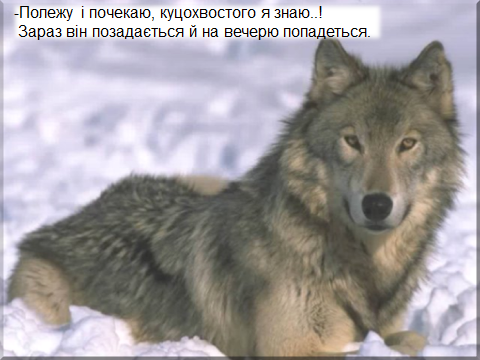 -Полежу і почекаю, куцохвостого я знаю..!
Зараз він позадається й на вечерю попадеться.